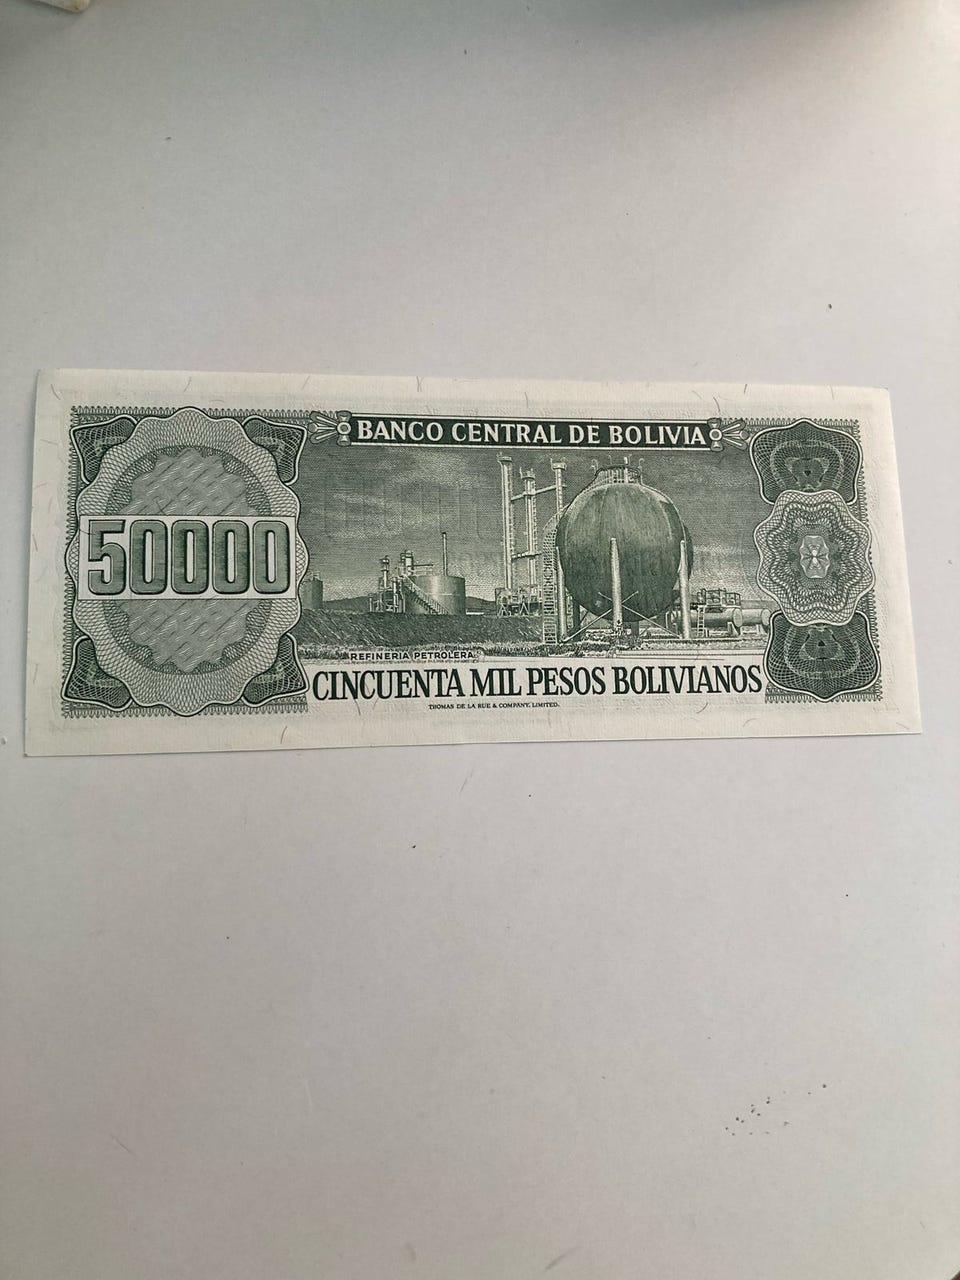 BANCO CENTRAL DE BOLIVIA
50000
REFINERIA PETROLERA
CINCUENTA MIL PESOS BOLIVIANOS
THOMAS DE LA RUE & COMPANY, LIMITED.